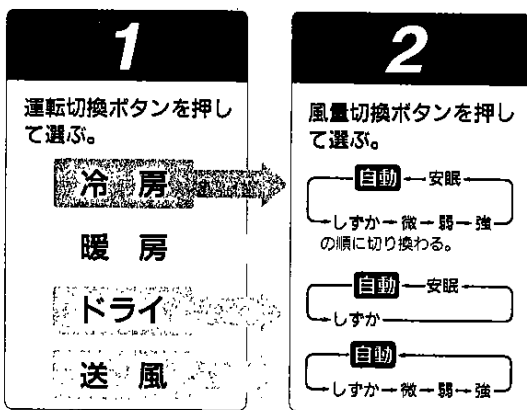 1
運転切換ボタンを押し
て選ぶ。
冷 房
暖 房
ドライ
送 風
2
風量切換ボタンを押し
て選ぶ。
自動←安眠
しずか→微→弱→強
の順に切り換わる。
自動←安眠
しずか
自動
しずか→微→弱→強